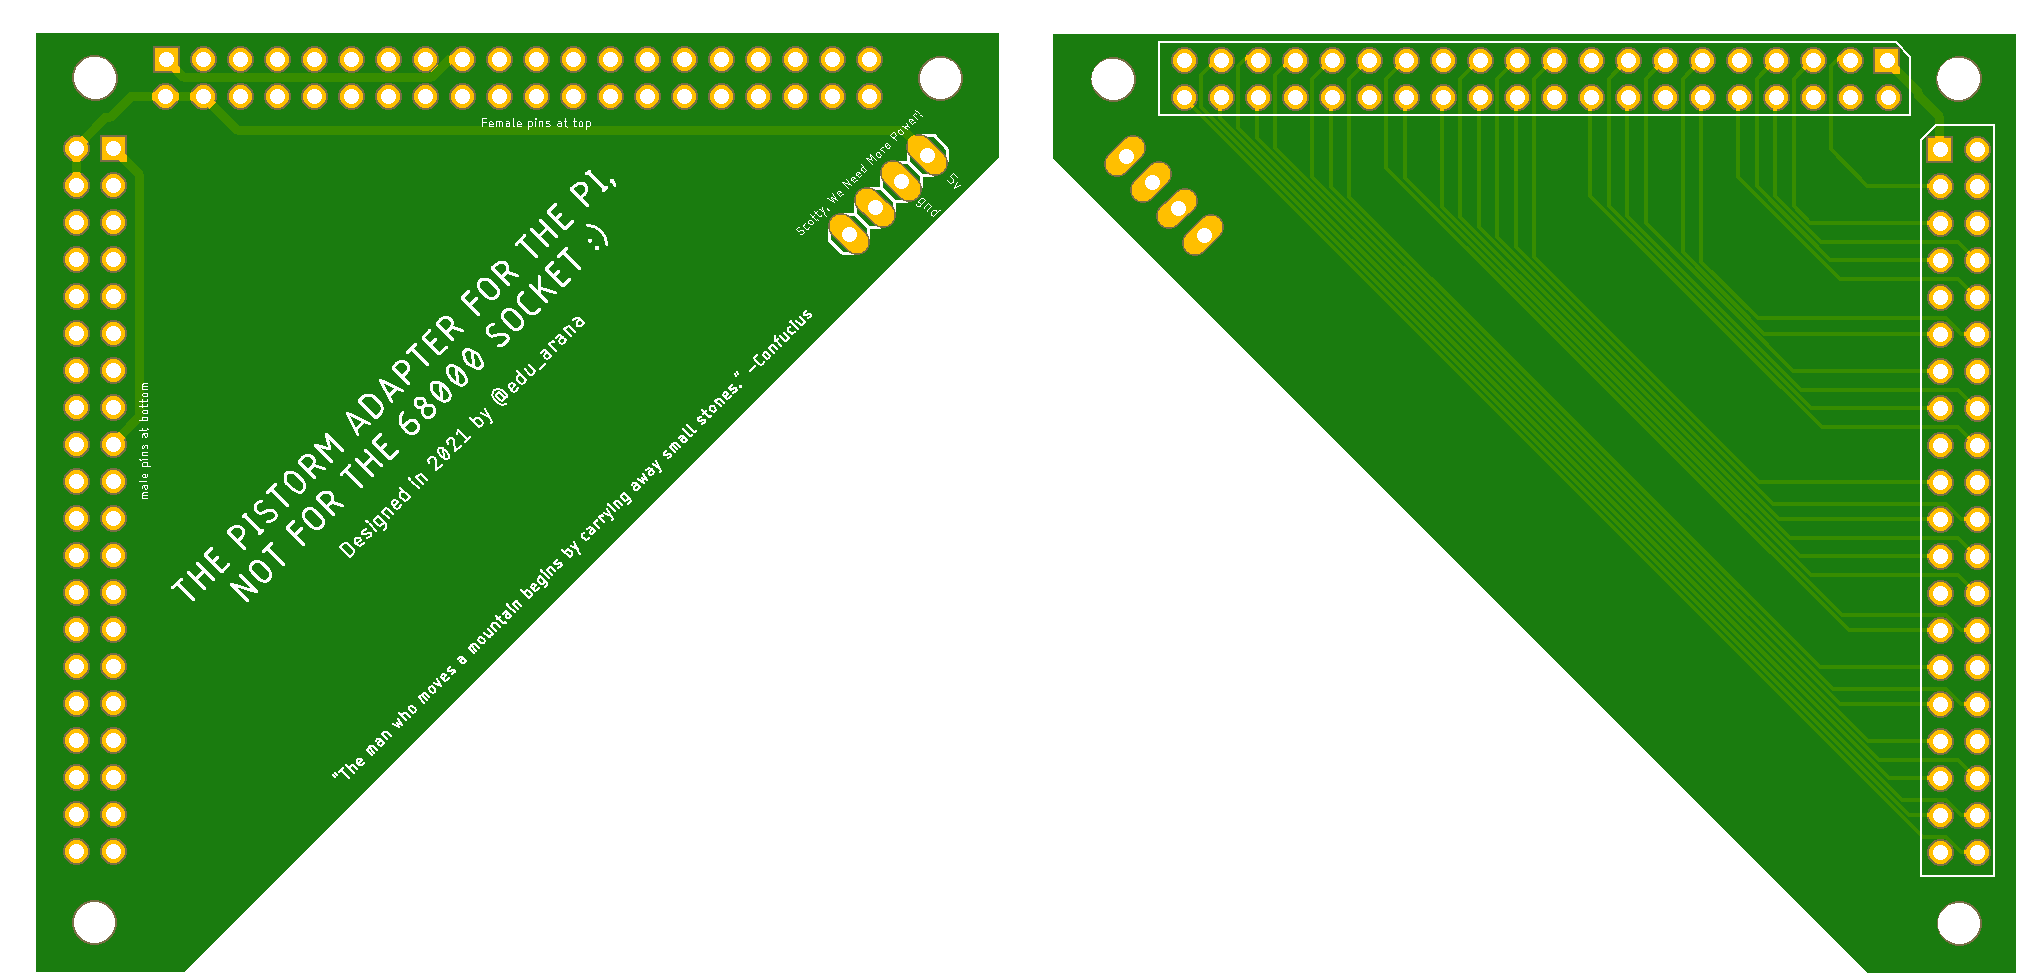 Female pins at top
Scotty, We Need More Power!
5v
gnd
male pins at bottom
THE PISTORM ADAPTER FOR THE PI,
NOT FOR THE 68000 SOCKET :)
Designed in 2021 by @edu_arana
"The man who moves a mountain begins by carrying away small stones." —Confucius